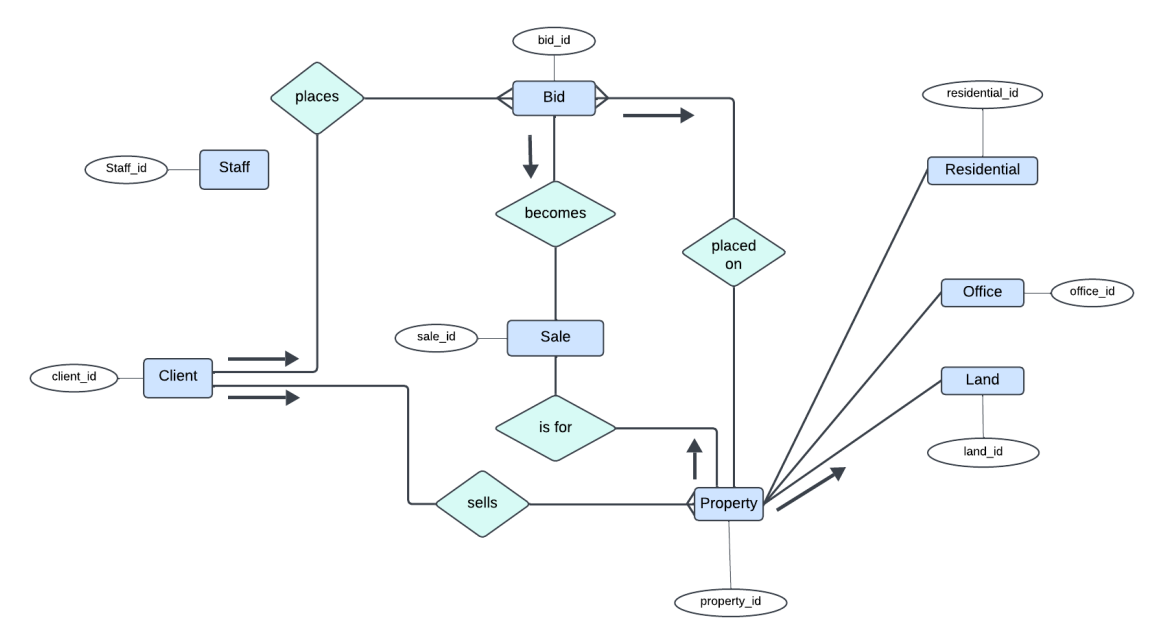 bid_id
places
Bid
residential_id
Staff_id
Staff
Residential
becomes
placed
on
Office
office_id
sale_id
Sale
client_id
Client
Land
is for
land_id
sells
Property
property_id